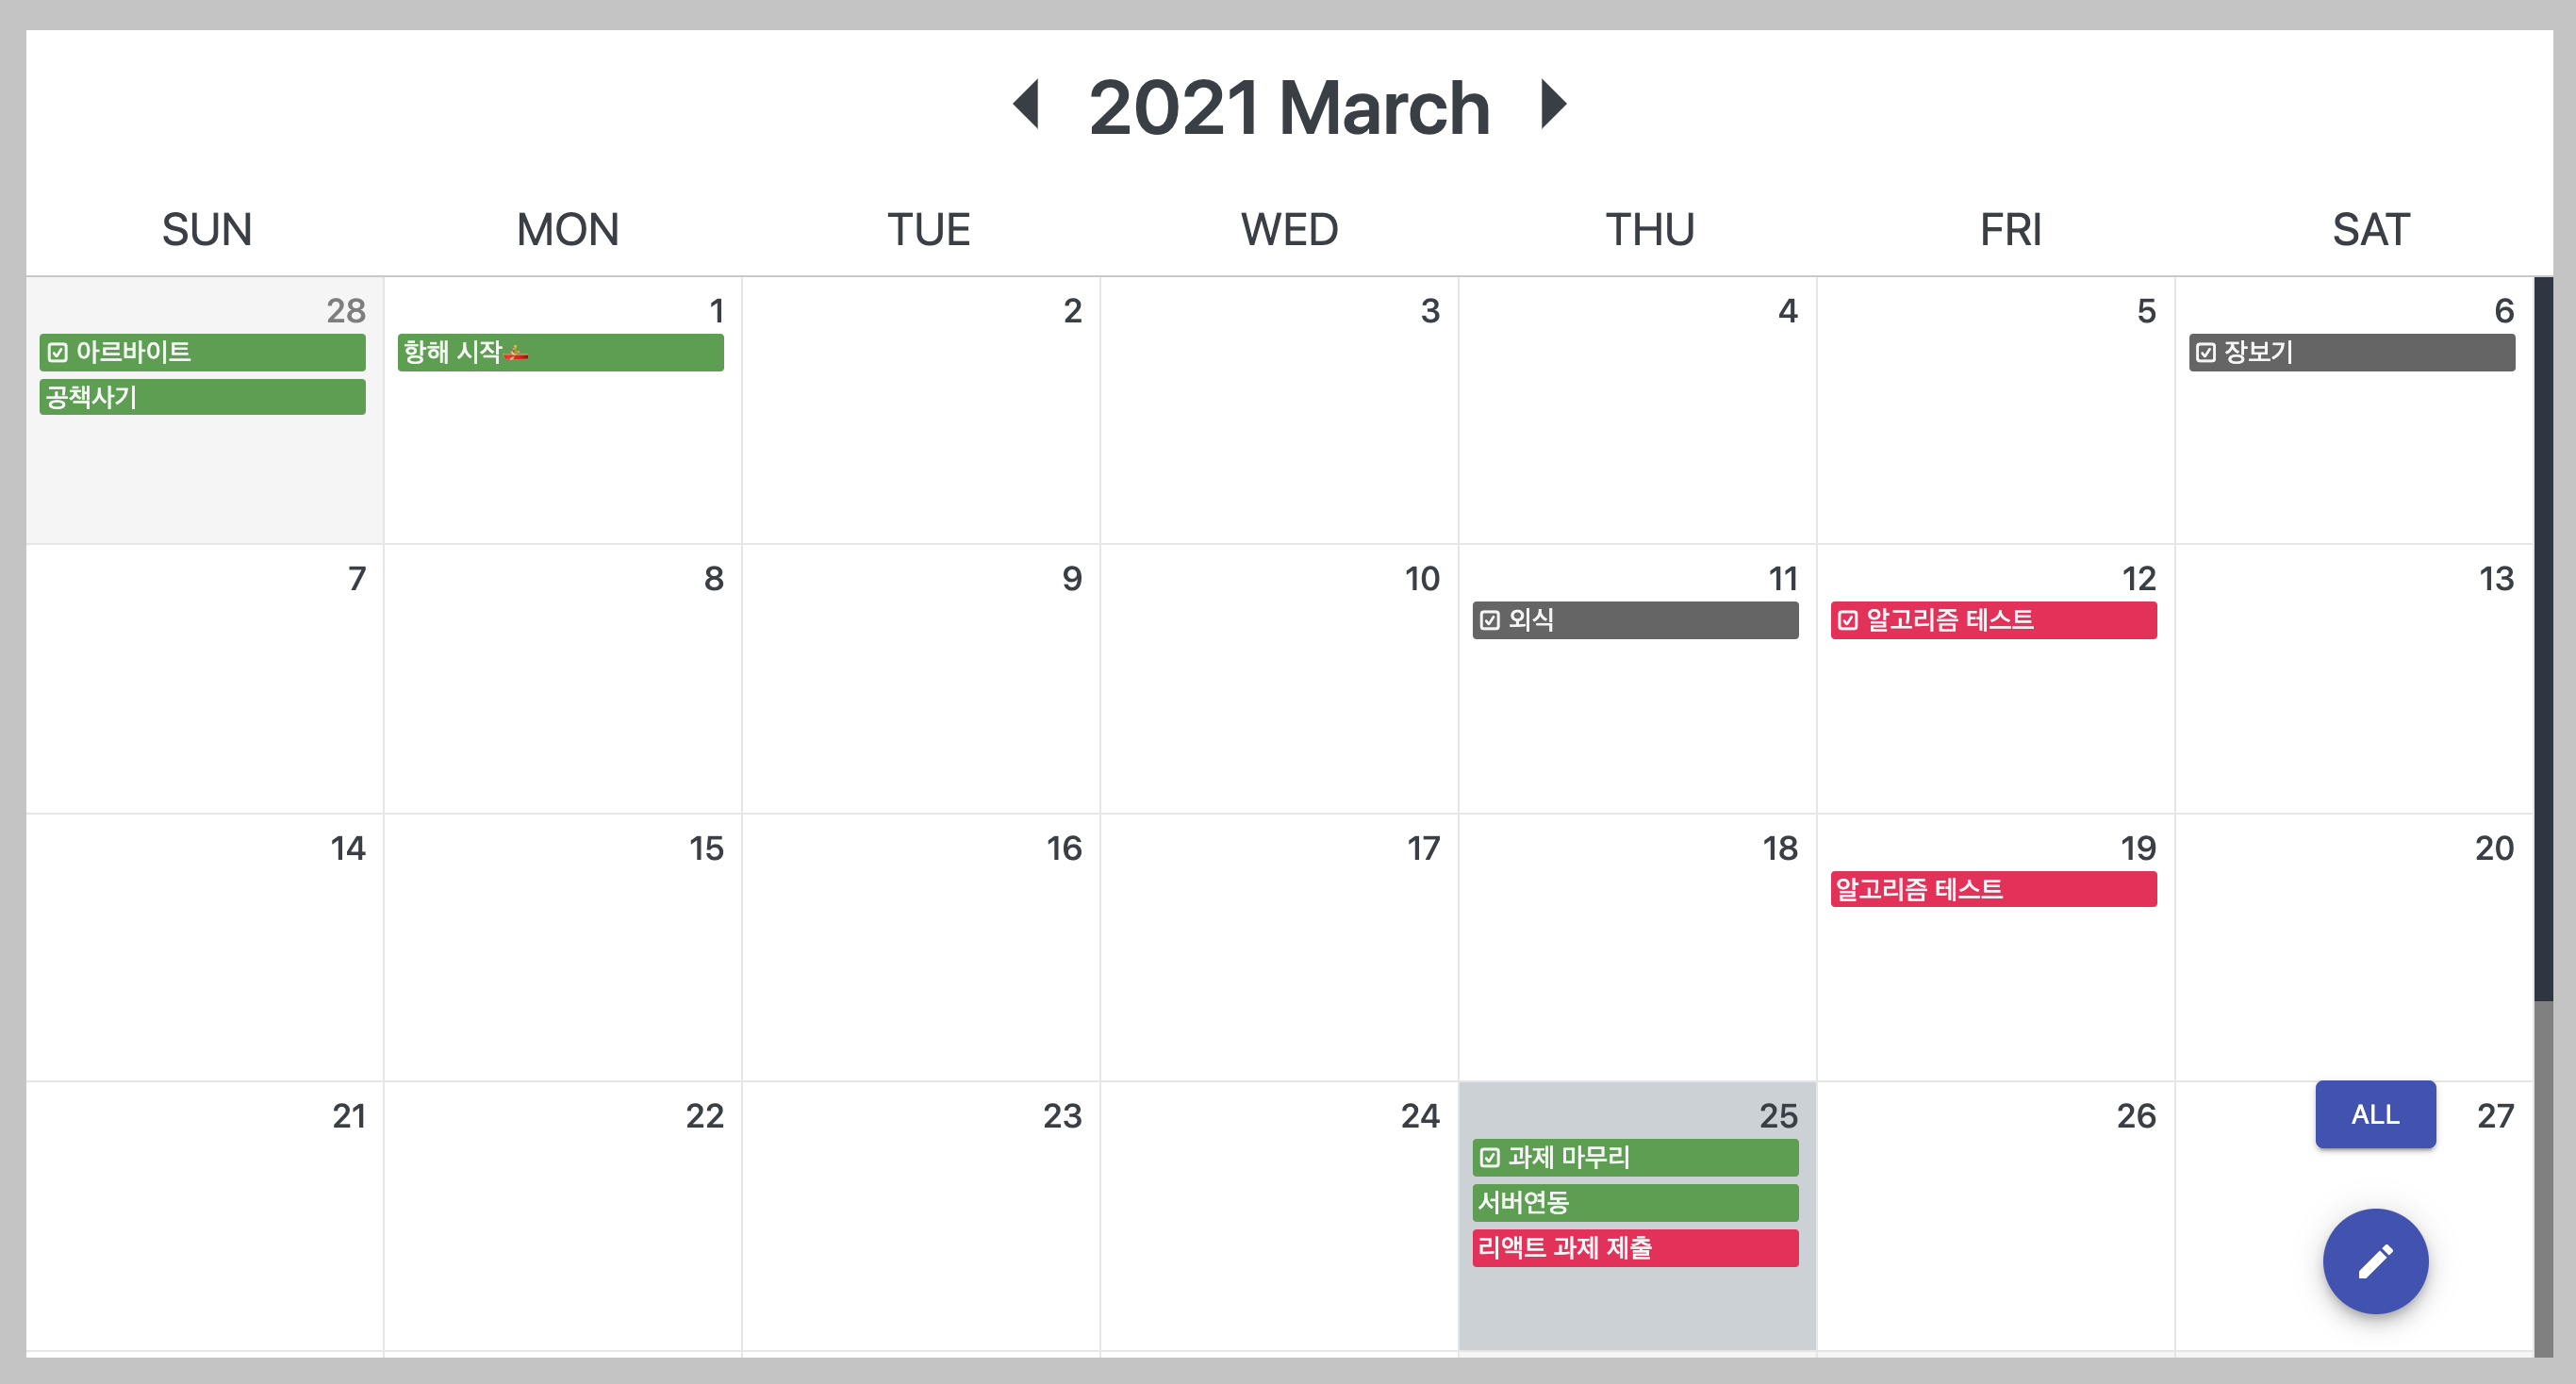 2021 March
SUN MON TUE WED THU FRI SAT
28 1 2 3 4 5 6
아르바이트 항해 시작🚣 장보기
공책사기
7 8 9 10 11 12 13
외식 알고리즘 테스트
14 15 16 17 18 19 20
알고리즘 테스트
21 22 23 24 25 26 ALL 27
과제 마무리
서버연동
리액트 과제 제출